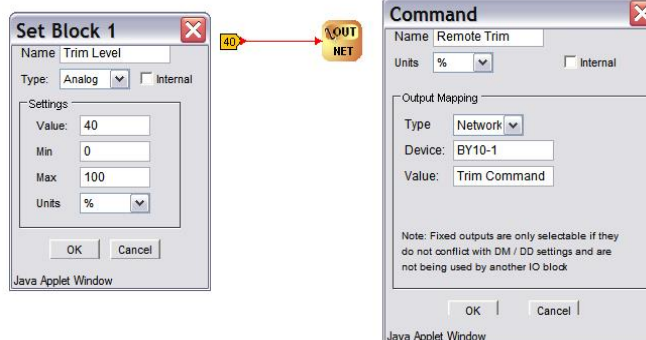 Set Block 1
Name Trim Level
Type: Analog Internal
Settings
Value: 40
Min 0
Max 100
Units %
OK Cancel
Java Applet Window
40
OUT
NET
Command
Name Remote Trim
Units % Internal
Output Mapping
Type Network
Device: BY10-1
Value: Trim Command
Note: Fixed outputs are only selectable if they
do not conflict with DM / DD settings and are
not being used by another IO block
OK Cancel
Java Applet Window